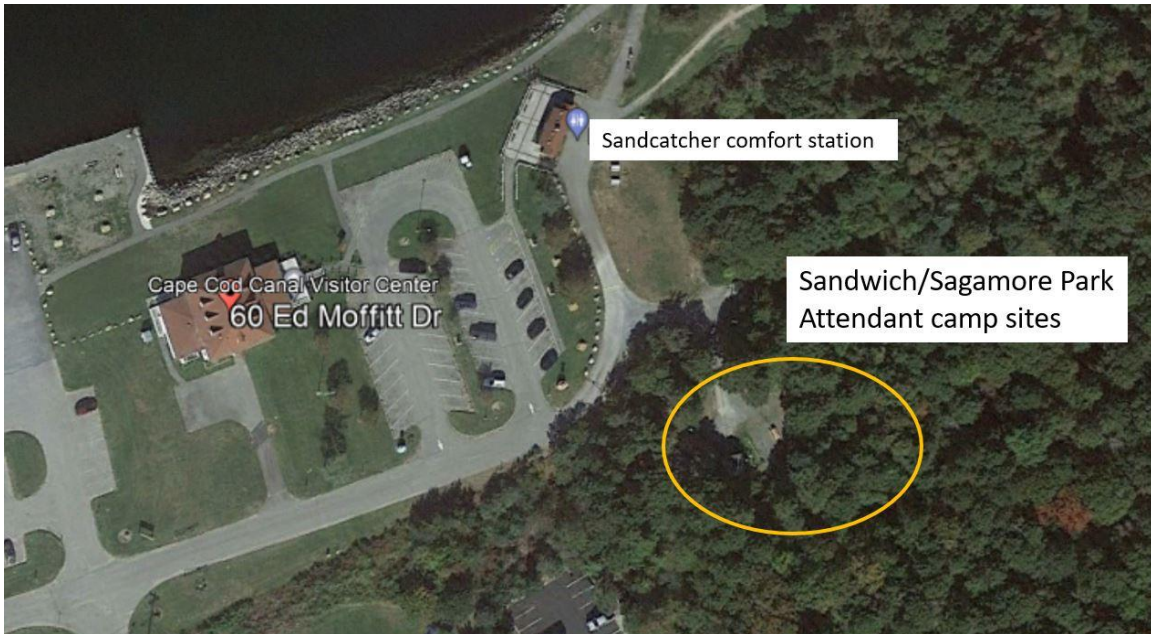 Sandcatcher comfort station
Sandwich/Sagamore Park
Attendant camp sites
Cape Cod Canal Visitor Center
60 Ed Moffitt Dr